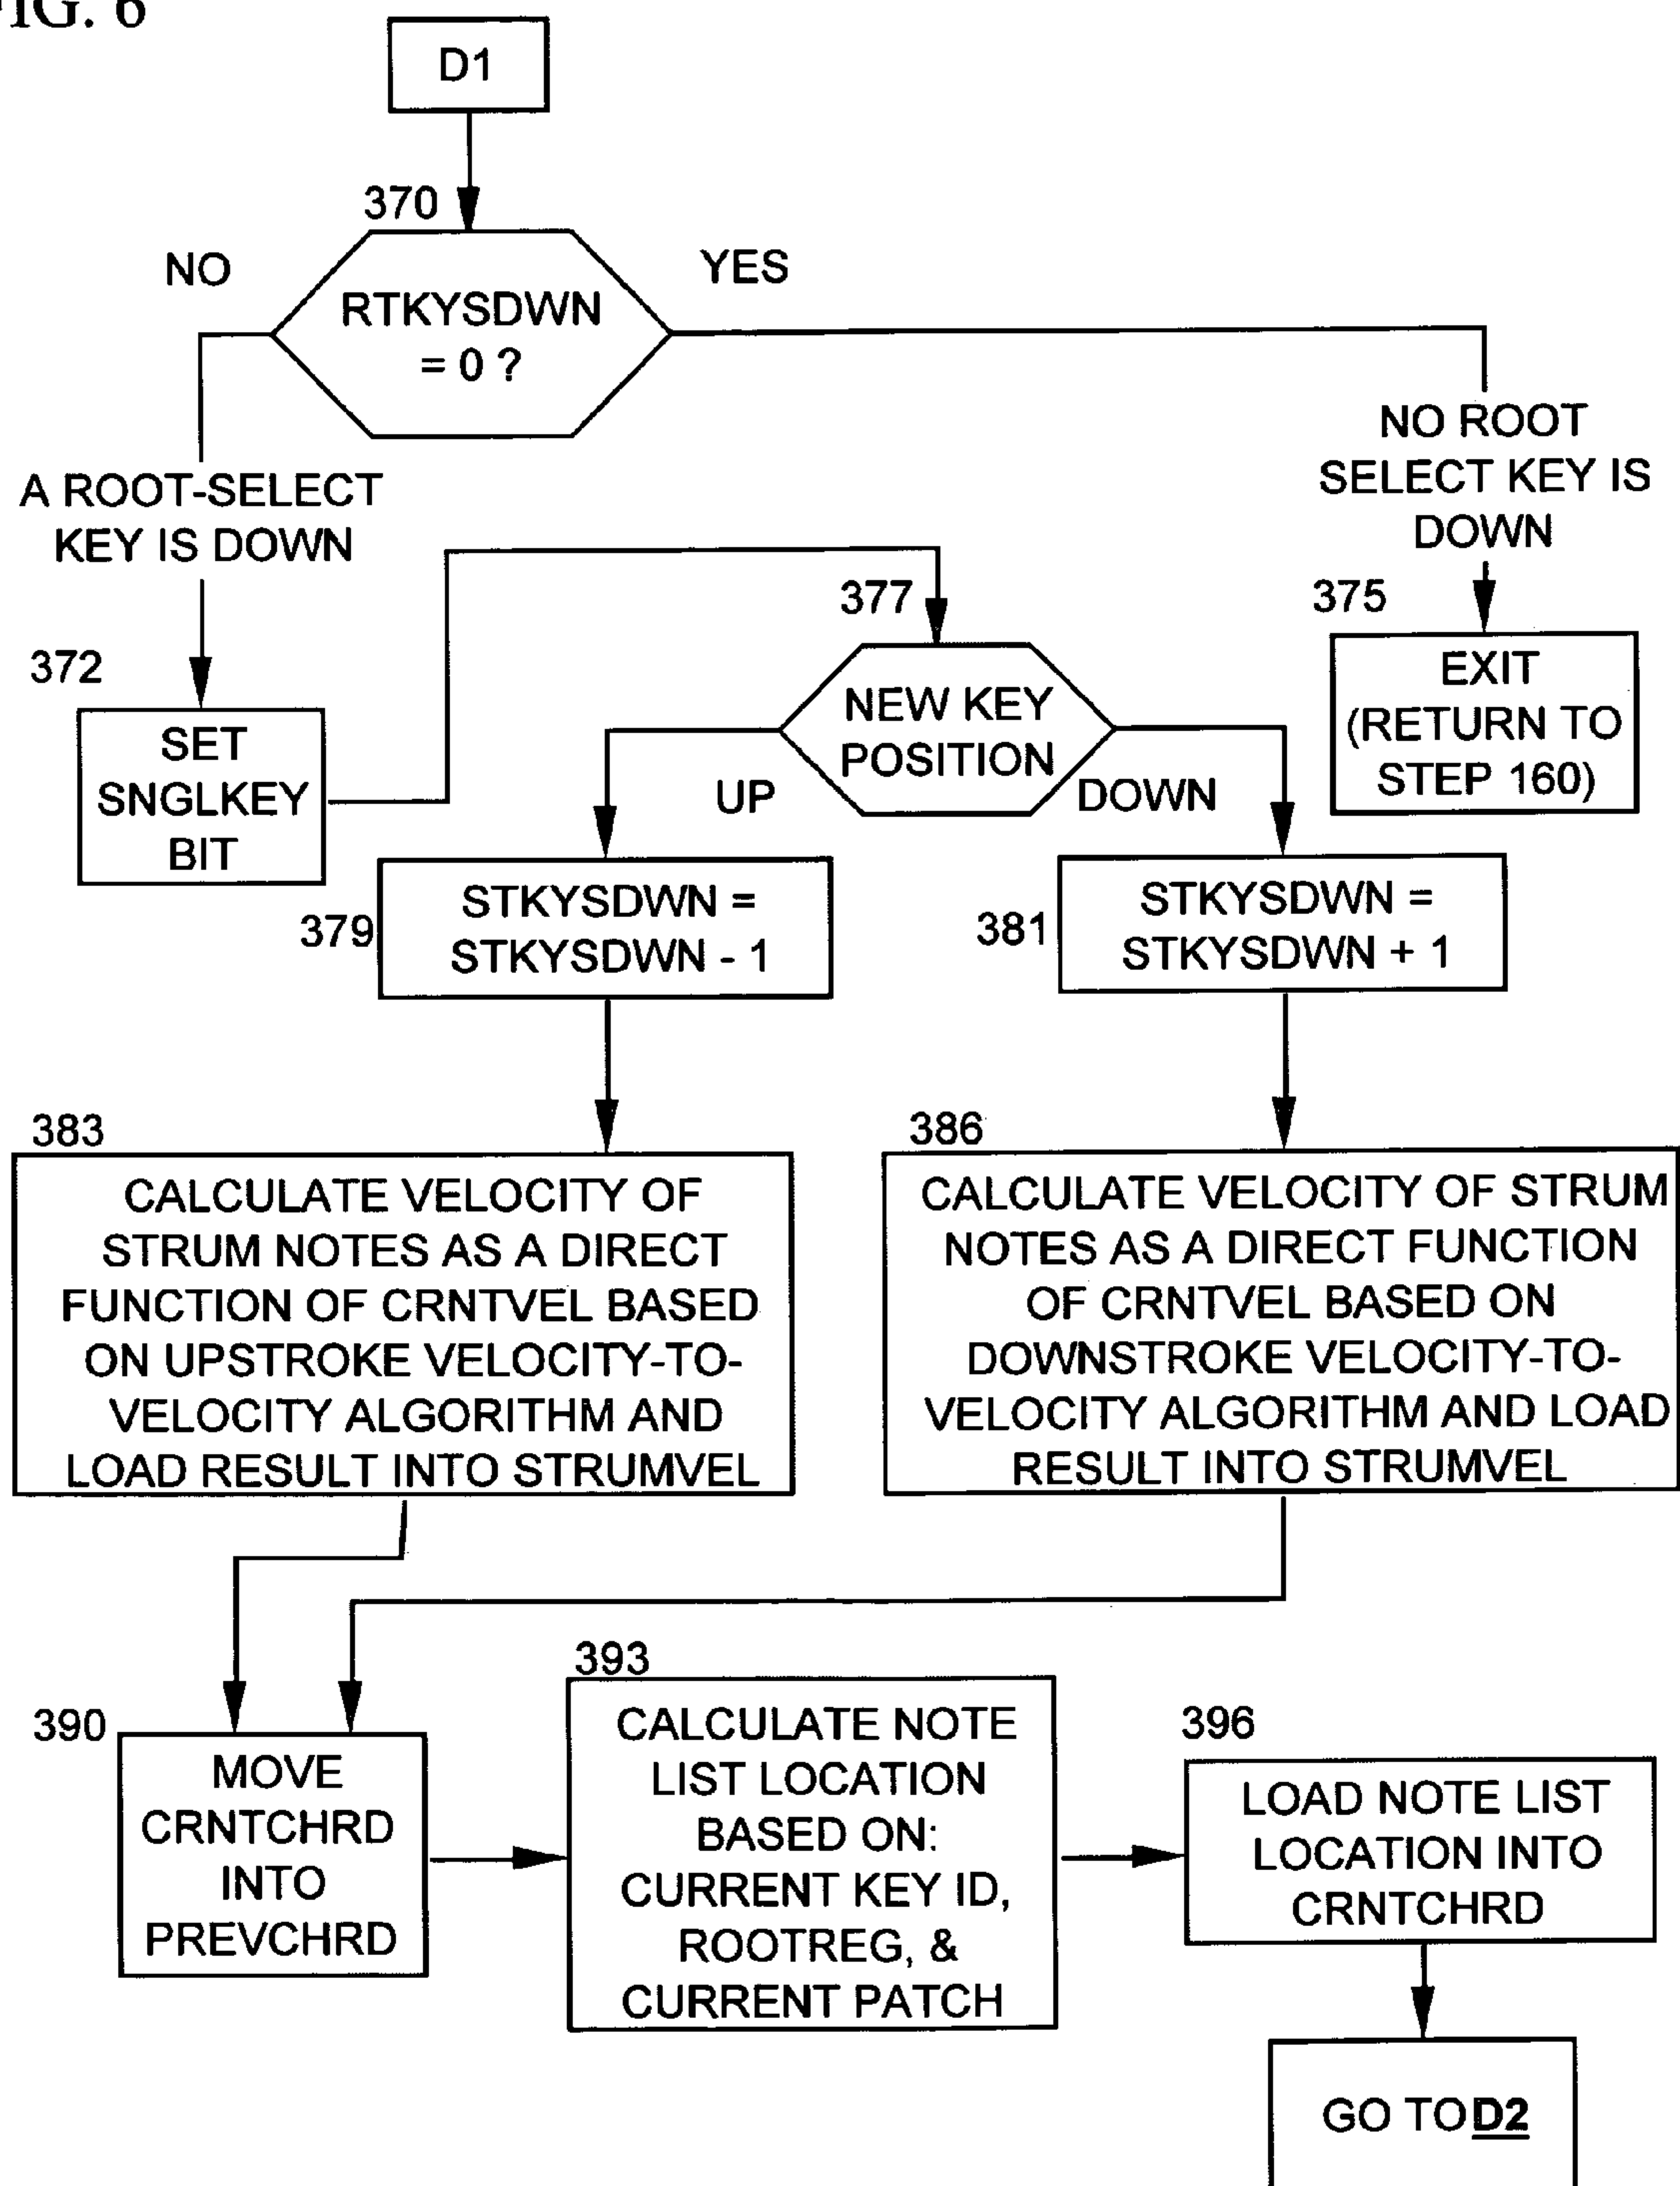 FIG. 6
D1
370
NO
YES
RTKYSDWN
= 0 ?
A ROOT-SELECT
KEY IS DOWN
NO ROOT
SELECT KEY IS
DOWN
372
SET
SNGLKEY
BIT
377
NEW KEY
POSITION
UP
DOWN
375
EXIT
(RETURN TO
STEP 160)
379
STKYSDWN =
STKYSDWN - 1
381
STKYSDWN =
STKYSDWN + 1
383
CALCULATE VELOCITY OF
STRUM NOTES AS A DIRECT
FUNCTION OF CRNTVEL BASED
ON UPSTROKE VELOCITY-TO-
VELOCITY ALGORITHM AND
LOAD RESULT INTO STRUMVEL
386
CALCULATE VELOCITY OF STRUM
NOTES AS A DIRECT FUNCTION
OF CRNTVEL BASED ON
DOWNSTROKE VELOCITY-TO-
VELOCITY ALGORITHM AND LOAD
RESULT INTO STRUMVEL
390
MOVE
CRNTCHRD
INTO
PREVCHRD
393
CALCULATE NOTE
LIST LOCATION
BASED ON:
CURRENT KEY ID,
ROOTREG, &
CURRENT PATCH
396
LOAD NOTE LIST
LOCATION INTO
CRNTCHRD
GO TO D2